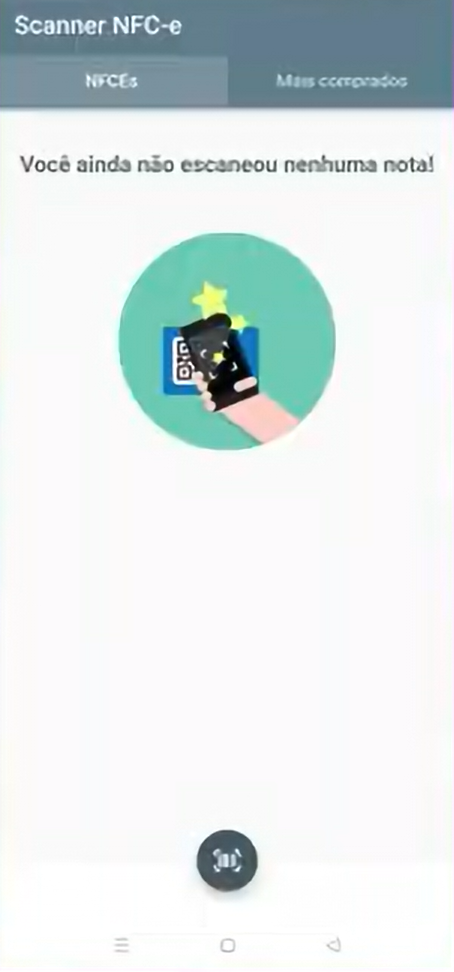 Scanner NFC-e
NFCEs
Mais comprados
Você ainda não escaneou nenhuma nota!